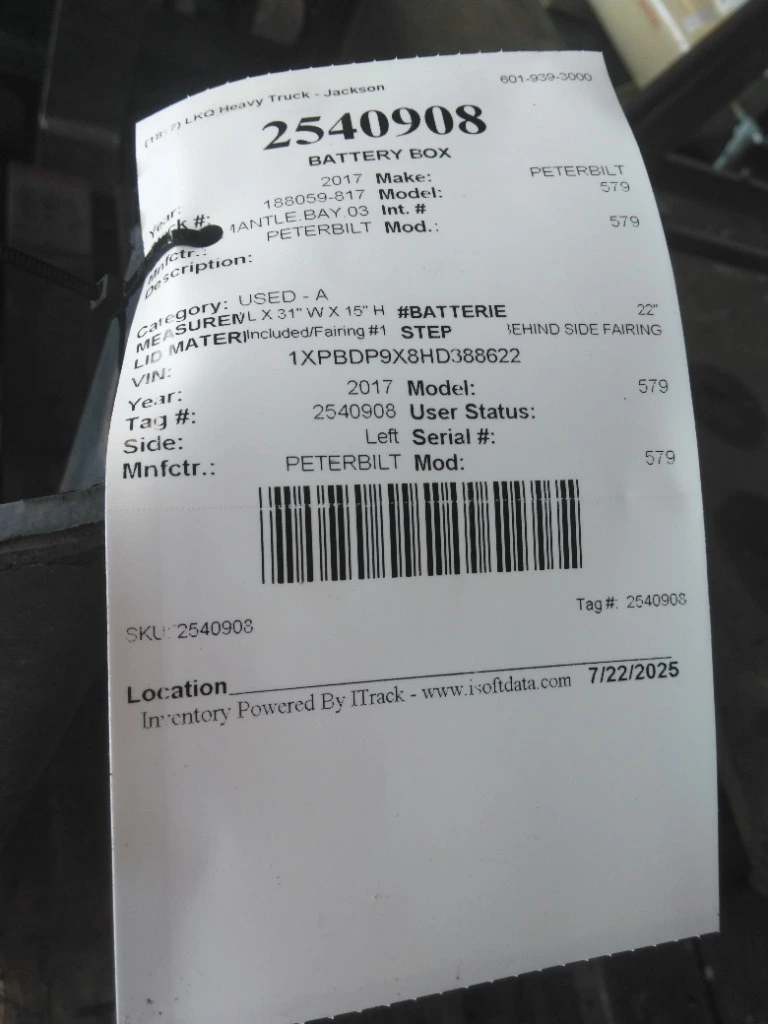 LKQ Heavy Truck - Jackson 601-939-3000
2540908
BATTERY BOX
Year: 2017 Make: PETERBILT
188059-817 Model: 579
MANTLE.BAY.03 Int. #
Mnfctr.: PETERBILT Mod.: 579
Description:
Category: USED - A
MEASUREM L X 31" W X 15" H #BATTERIE 22"
LID MATERI Included/Fairing #1 STEP BEHIND SIDE FAIRING
VIN: 1XPBDP9X8HD388622
Year: 2017 Model: 579
Tag #: 2540908 User Status:
Side: Left Serial #:
Mnfctr.: PETERBILT Mod: 579
SKU: 2540908 Tag #: 2540908
Location 7/22/2025
Inventory Powered By ITrack - www.isoftdata.com